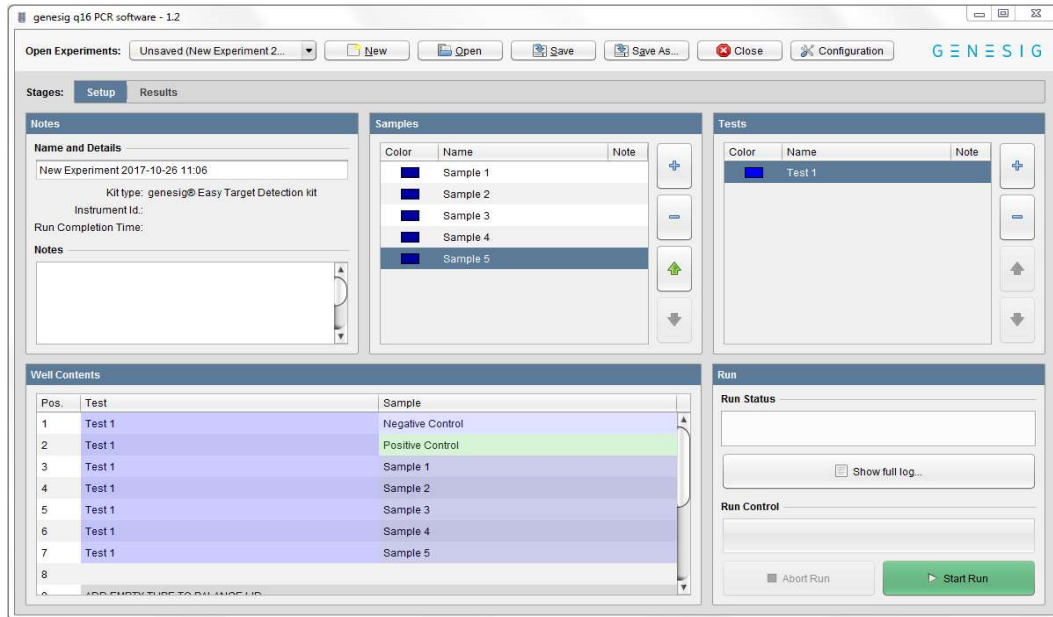 genesig q16 PCR software - 1.2
Open Experiments: Unsaved (New Experiment 2... New Open Save Save As... Close Configuration GENESIG
Stages: Setup Results
Notes
Name and Details
New Experiment 2017-10-26 11:06
Kit type: genesig® Easy Target Detection kit
Instrument Id.:
Run Completion Time:
Notes
Samples
Color Name Note
Sample 1
Sample 2
Sample 3
Sample 4
Sample 5
Tests
Color Name Note
Test 1
Well Contents
Pos. Test Sample
1 Test 1 Negative Control
2 Test 1 Positive Control
3 Test 1 Sample 1
4 Test 1 Sample 2
5 Test 1 Sample 3
6 Test 1 Sample 4
7 Test 1 Sample 5
8
ADD EMPTY TUBE TO BALANCE LID
Run
Run Status
Show full log...
Run Control
Abort Run Start Run